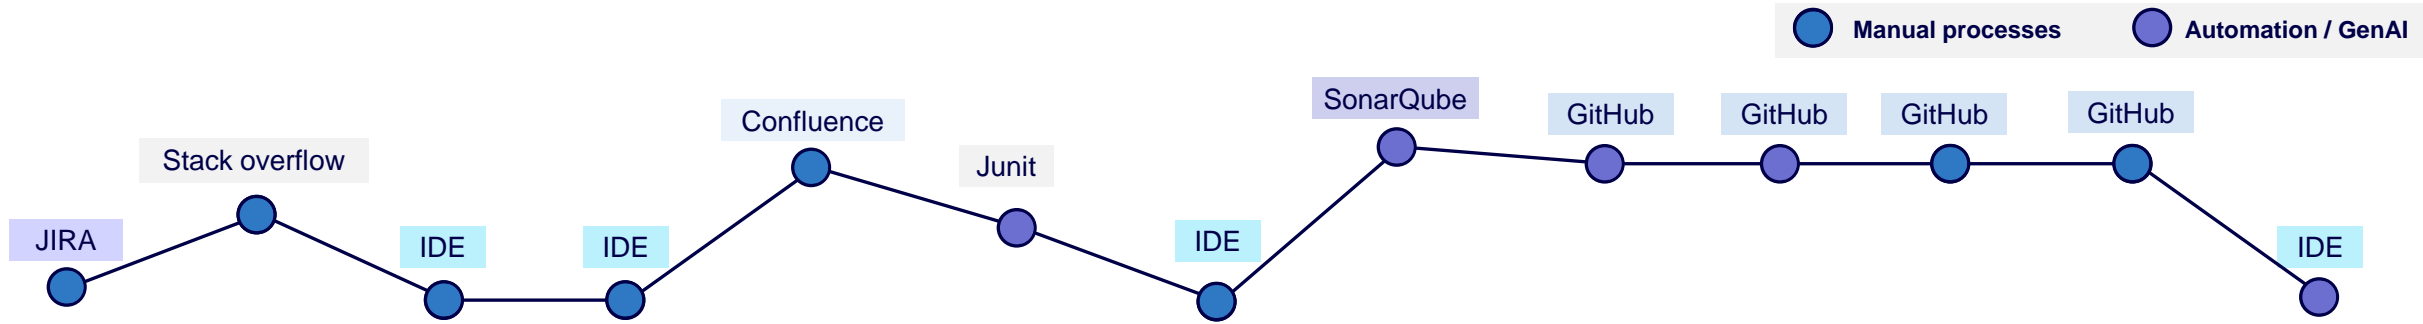 Manual processes
Automation / GenAI
JIRA
Stack overflow
IDE
IDE
Confluence
Junit
IDE
SonarQube
GitHub
GitHub
GitHub
GitHub
IDE